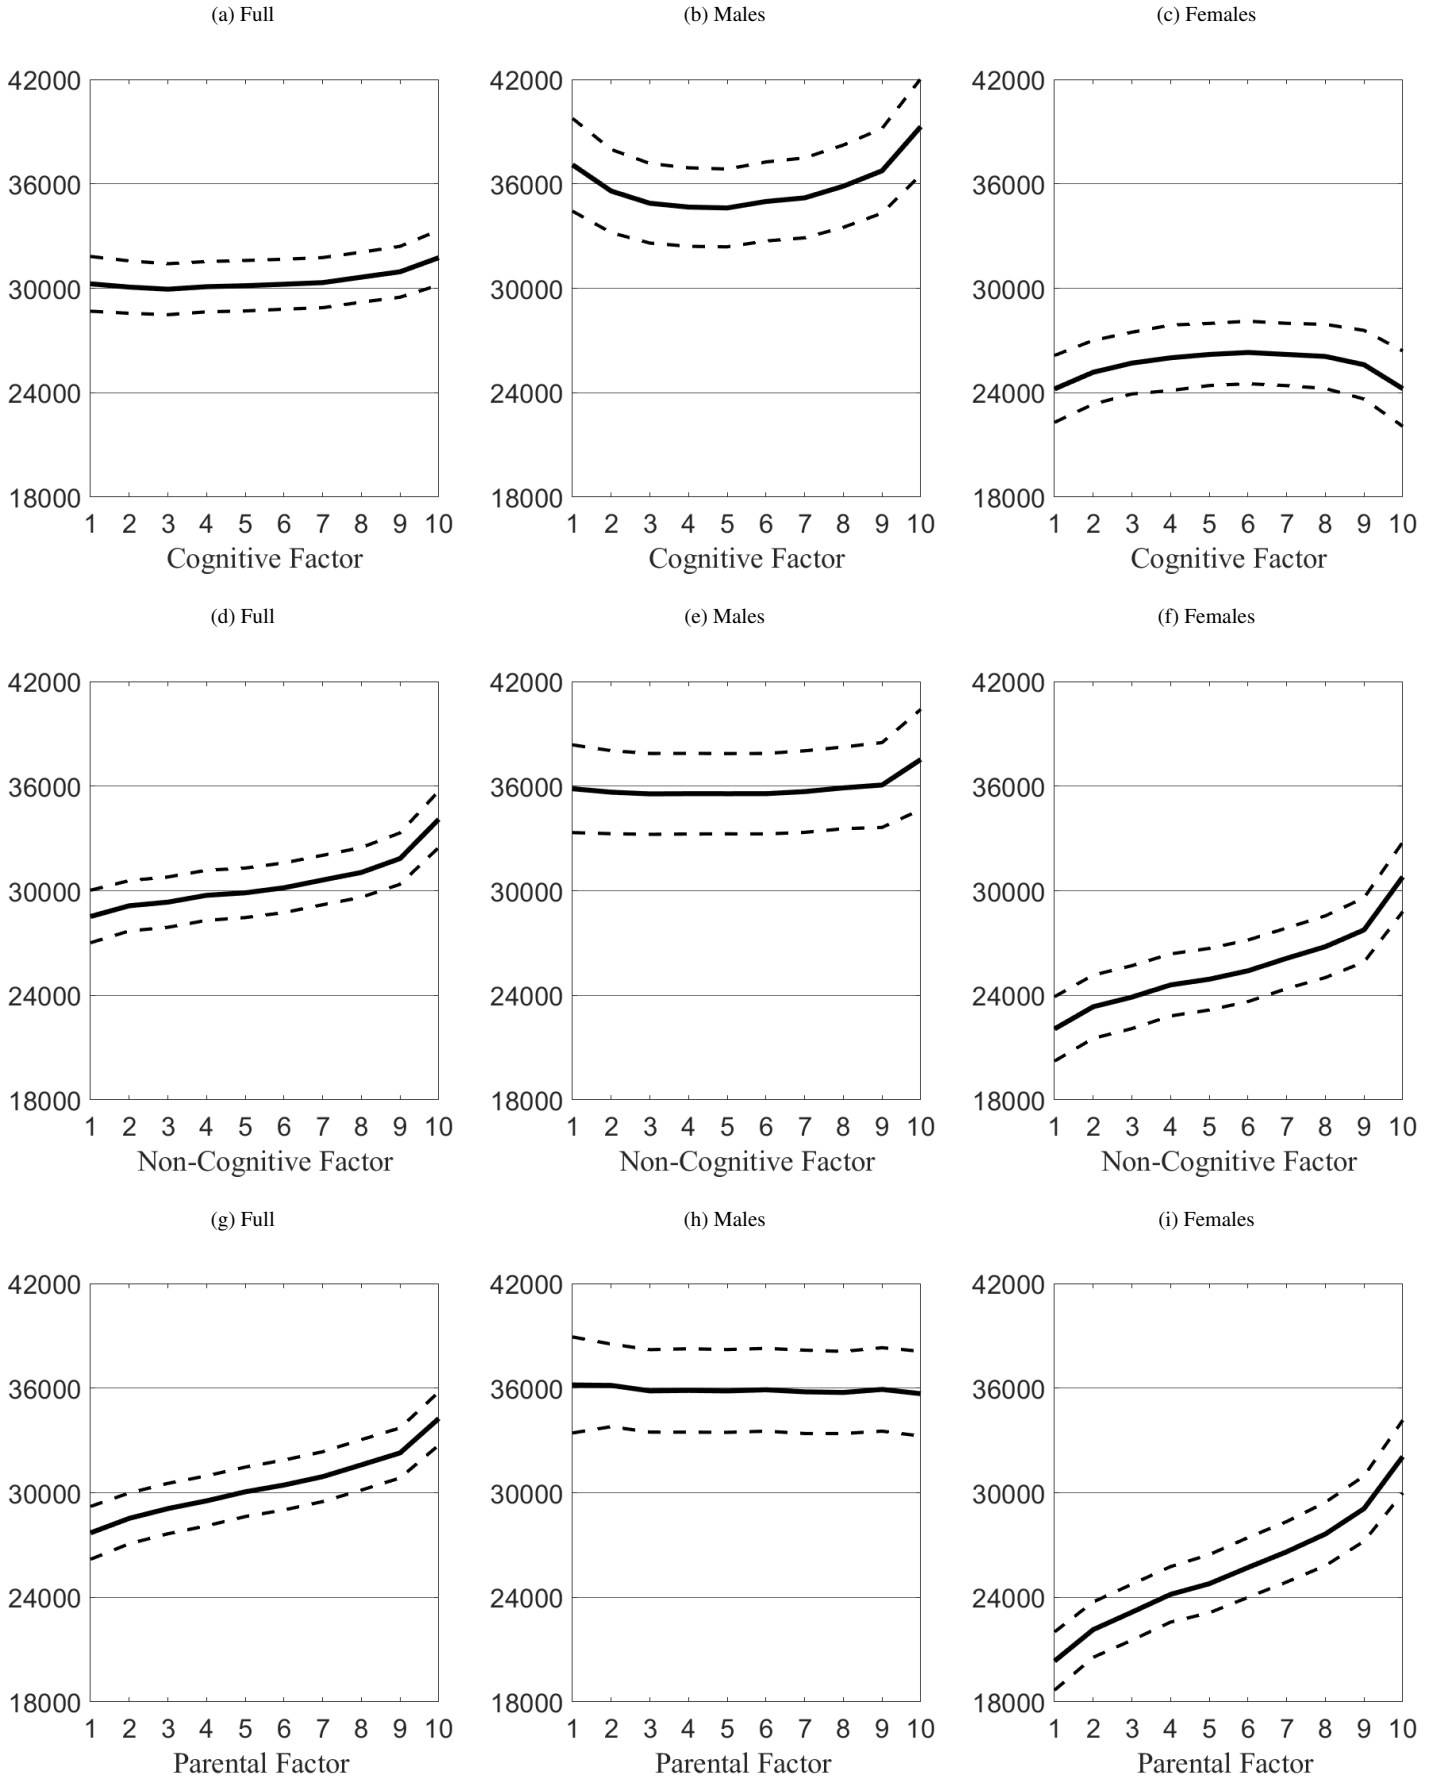 (a) Full
(b) Males
(c) Females
42000
36000
30000
24000
18000
1 2 3 4 5 6 7 8 9 10
Cognitive Factor
42000
36000
30000
24000
18000
1 2 3 4 5 6 7 8 9 10
Cognitive Factor
42000
36000
30000
24000
18000
1 2 3 4 5 6 7 8 9 10
Cognitive Factor
(d) Full
(e) Males
(f) Females
42000
36000
30000
24000
18000
1 2 3 4 5 6 7 8 9 10
Non-Cognitive Factor
42000
36000
30000
24000
18000
1 2 3 4 5 6 7 8 9 10
Non-Cognitive Factor
42000
36000
30000
24000
18000
1 2 3 4 5 6 7 8 9 10
Non-Cognitive Factor
(g) Full
(h) Males
(i) Females
42000
36000
30000
24000
18000
1 2 3 4 5 6 7 8 9 10
Parental Factor
42000
36000
30000
24000
18000
1 2 3 4 5 6 7 8 9 10
Parental Factor
42000
36000
30000
24000
18000
1 2 3 4 5 6 7 8 9 10
Parental Factor